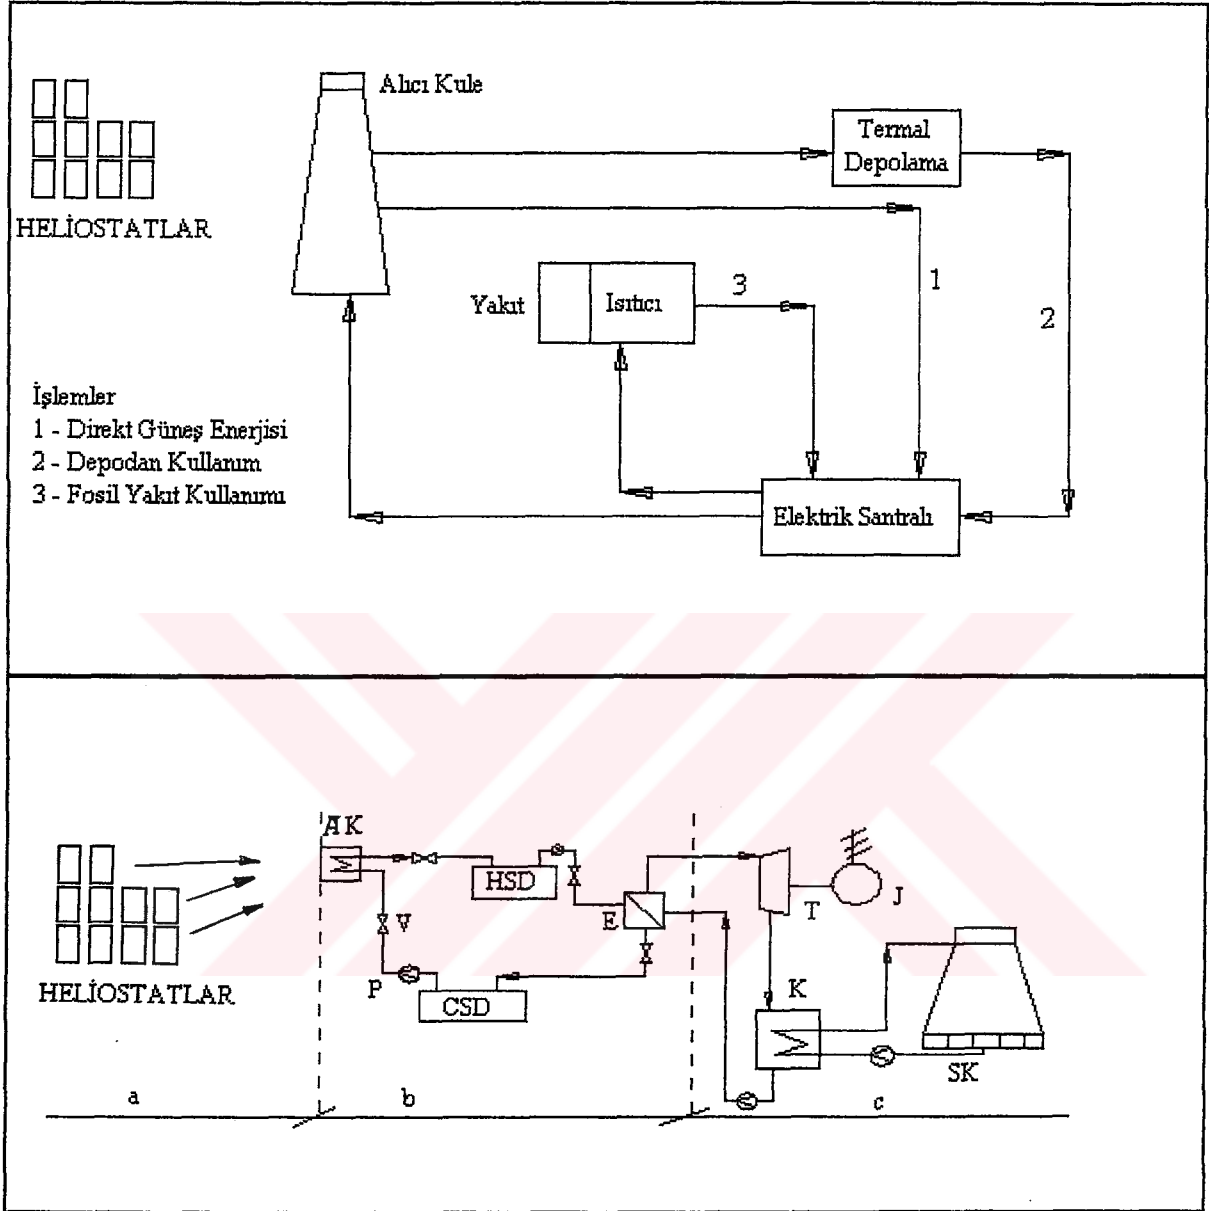 Alıcı Kule
Termal
Depolama
HELİOSTATLAR
Yakıt
Isıtıcı
3
1
2
İşlemler
1 - Direkt Güneş Enerjisi
2 - Depodan Kullanım
3 - Fosil Yakıt Kullanımı
Elektrik Santralı
AK
HSD
E
V
T
J
P
CSD
K
HELİOSTATLAR
SK
a
b
c